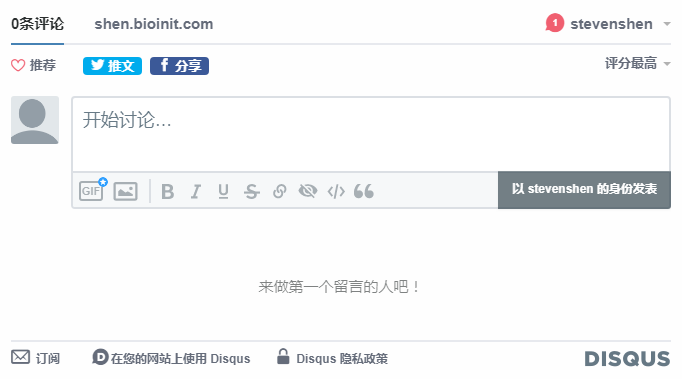 0条评论 shen.bioinit.com 1 stevenshen
推荐 推文 f 分享 评分最高
开始讨论...
GIF B I U S </> 以 stevenshen 的身份发表
来做第一个留言的人吧！
订阅 D 在您的网站上使用 Disqus Disqus 隐私政策 DISQUS